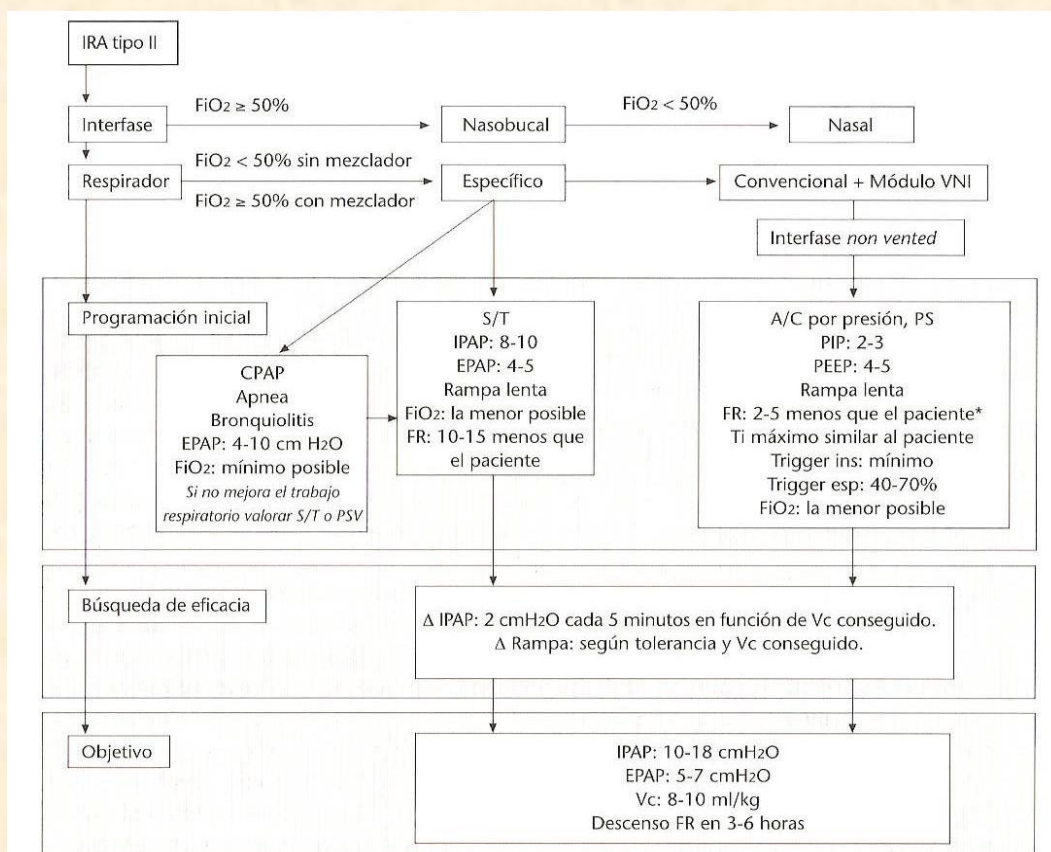 IRA tipo II
FiO2 ≥ 50%
FiO2 < 50%
Interfase
Nasobucal
Nasal
FiO2 < 50% sin mezclador
Respirador
Específico
Convencional + Módulo VNI
FiO2 ≥ 50% con mezclador
Interfase non vented
Programación inicial
CPAP
Apnea
Bronquiolitis
EPAP: 4-10 cm H2O
FiO2: mínimo posible
Si no mejora el trabajo
respiratorio valorar S/T o PSV
S/T
IPAP: 8-10
EPAP: 4-5
Rampa lenta
FiO2: la menor posible
FR: 10-15 menos que
el paciente
A/C por presión, PS
PIP: 2-3
PEEP: 4-5
Rampa lenta
FR: 2-5 menos que el paciente*
Ti máximo similar al paciente
Trigger ins: mínimo
Trigger esp: 40-70%
FiO2: la menor posible
Búsqueda de eficacia
Δ IPAP: 2 cmH2O cada 5 minutos en función de Vc conseguido.
Δ Rampa: según tolerancia y Vc conseguido.
Objetivo
IPAP: 10-18 cmH2O
EPAP: 5-7 cmH2O
Vc: 8-10 ml/kg
Descenso FR en 3-6 horas